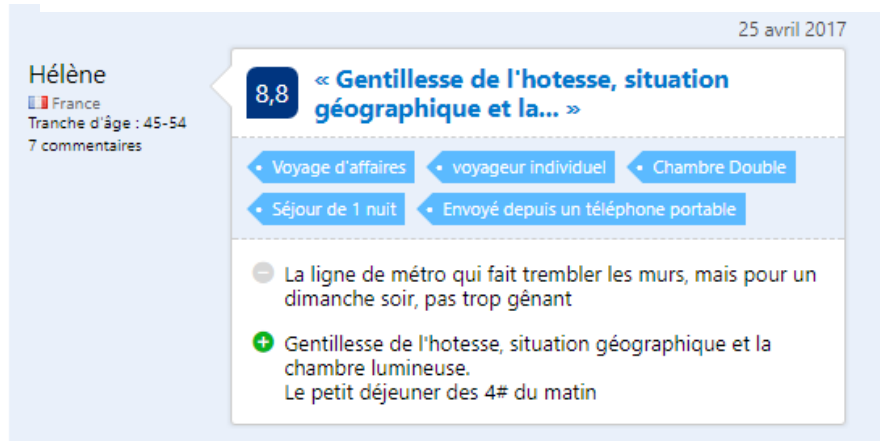 25 avril 2017
Hélène
France
Tranche d'âge : 45-54
7 commentaires
8,8
« Gentillesse de l'hotesse, situation
géographique et la... »
Voyage d'affaires
voyageur individuel
Chambre Double
Séjour de 1 nuit
Envoyé depuis un téléphone portable
La ligne de métro qui fait trembler les murs, mais pour un
dimanche soir, pas trop gênant
Gentillesse de l'hotesse, situation géographique et la
chambre lumineuse.
Le petit déjeuner des 4# du matin